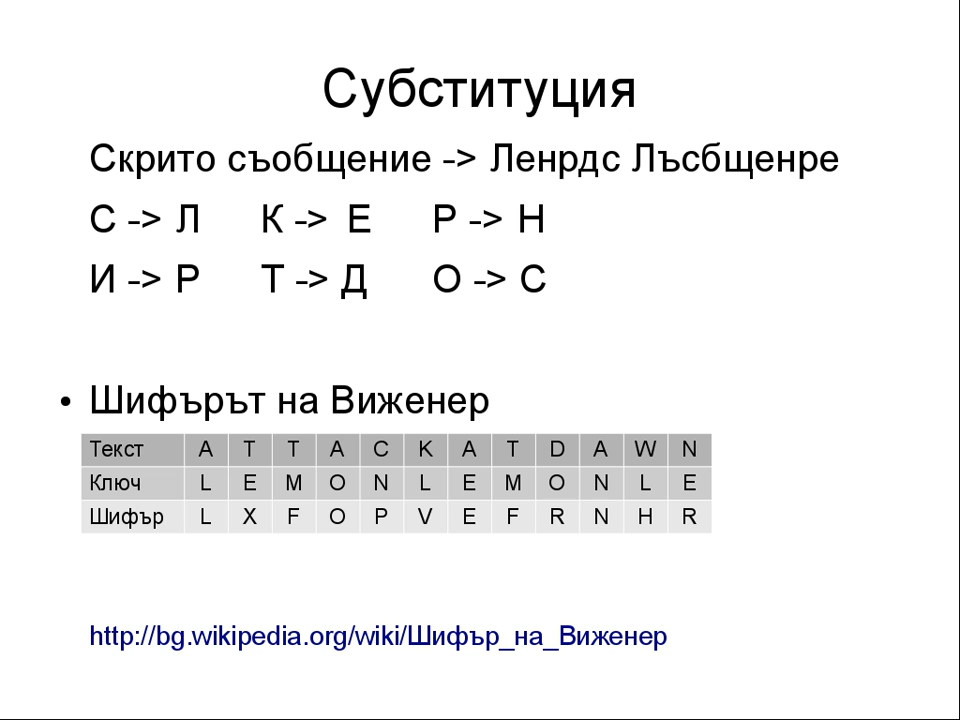 Субституция
Скрито съобщение -> Ленрдс Лъсбщенре
С -> Л К -> Е Р -> Н
И -> Р Т -> Д О -> С
• Шифърът на Виженер
Текст A T T A C K A T D A W N
Ключ L E M O N L E M O N L E
Шифър L X F O P V E F R N H R
http://bg.wikipedia.org/wiki/Шифър_на_Виженер